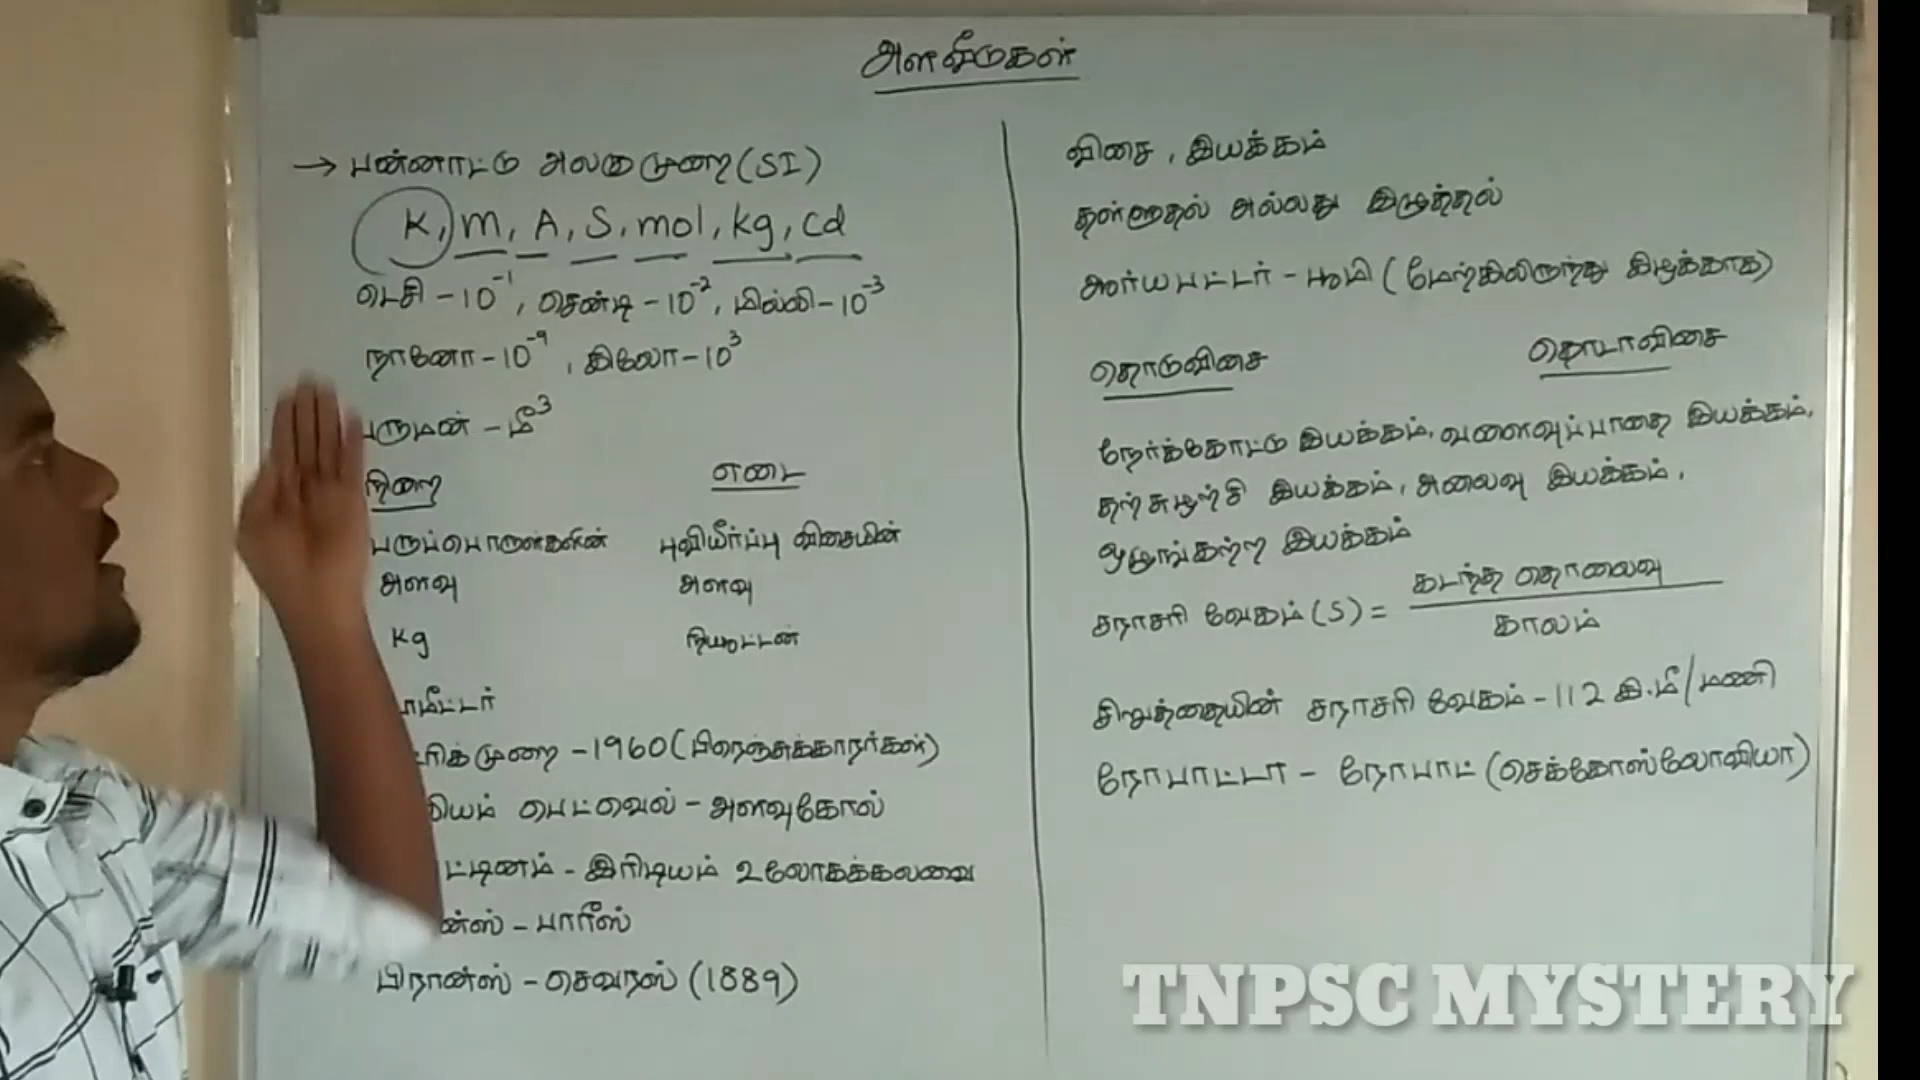 அளவீடுகள்
→ பன்னாட்டு அலகுமுறை (SI)
K, m, A, S, mol, kg, cd
டெசி - 10⁻¹, சென்டி - 10⁻², மில்லி - 10⁻³
நானோ - 10⁻⁹, கிலோ - 10³
பருமன் - மீ³
நிறை எடை
பருப்பொருள்களின் புவியீர்ப்பு விசையின்
அளவு அளவு
Kg நியூட்டன்
மீட்டர்
ரிக்முறை - 1960 (பிரெஞ்சுக்காரர்கள்)
லியம் பெட்வெல் - அளவுகோல்
ட்டினம் - இரிடியம் உலோகக்கலவை
ன்ஸ் - பாரீஸ்
பிரான்ஸ் - செவரஸ் (1889)
விசை, இயக்கம்
தள்ளுதல் அல்லது இழுத்தல்
ஆர்யபட்டர் - பூமி (மேற்கிலிருந்து கிழக்காக)
தொடுவிசை தொடாவிசை
நேர்க்கோட்டு இயக்கம், வளைவுப்பாதை இயக்கம்,
தற்சுழற்சி இயக்கம், அலைவு இயக்கம்,
ஒழுங்கற்ற இயக்கம்
சராசரி வேகம் (S) = கடந்த தொலைவு
காலம்
சிறுத்தையின் சராசரி வேகம் - 112 கி.மீ/மணி
ரோபாட்டா - ரோபாட் (செக்கோஸ்லோவியா)
TNPSC MYSTERY